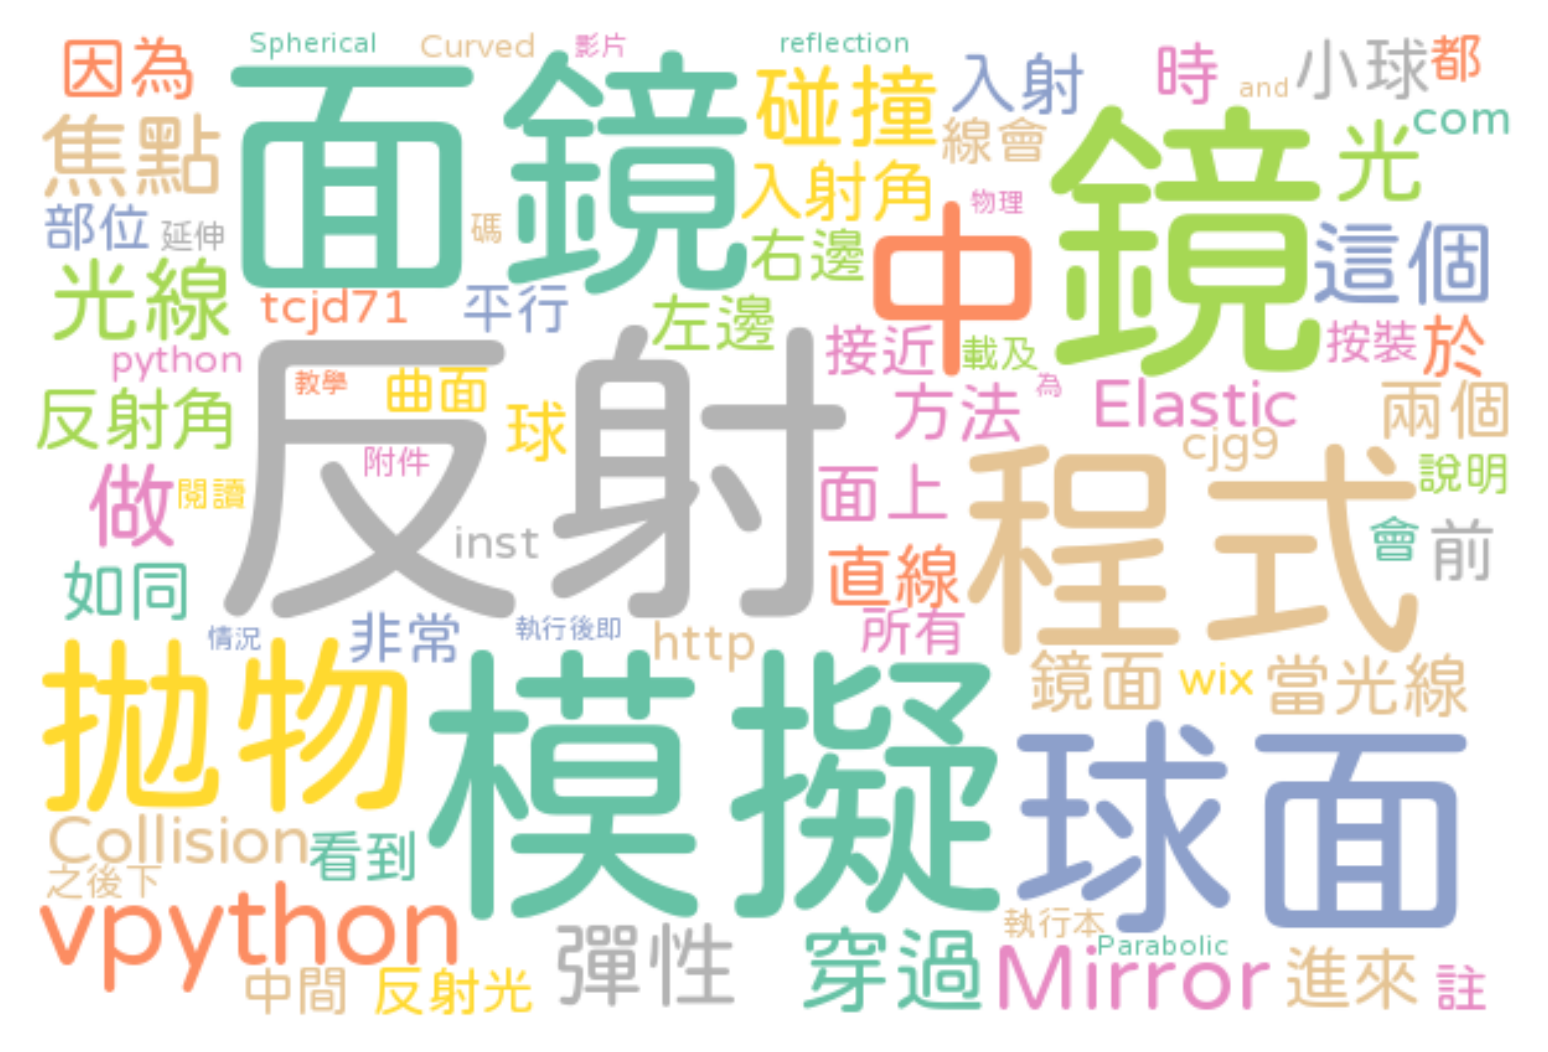 Spherical
Curved
影片
reflection
因為
面鏡
碰撞
入射
時
and
小球
都
焦點
線會
鏡
光
com
部位
延伸
碼
入射角
物理
中
右邊
這個
光線
tcjd71
平行
左邊
接近
載及
按裝
於
python
反射
教學
曲面
方法
為
Elastic
兩個
反射角
球
附件
cjg9
程式
說明
做
閱讀
inst
面上
會
前
如同
直線
情況
非常
執行後即
http
所有
鏡面
wix
當光線
拋物
模擬
球面
Collision
看到
之後下
vpython
執行本
Parabolic
中間
反射光
彈性
穿過
Mirror
進來
註